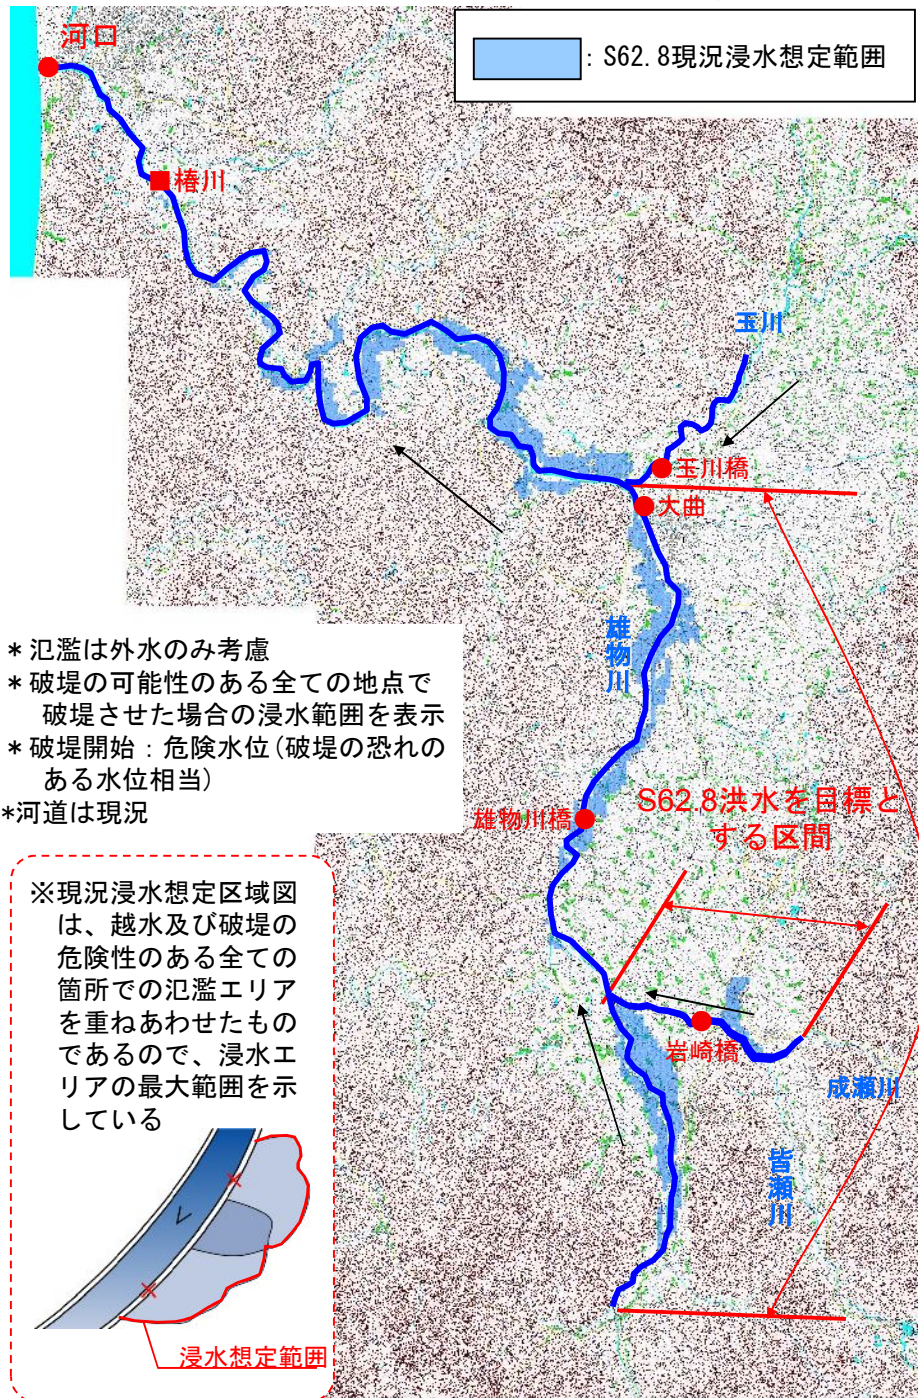 河口
：S62.8現況浸水想定範囲
椿川
玉川
玉川橋
大曲
雄物川
＊氾濫は外水のみ考慮
＊破堤の可能性のある全ての地点で
破堤させた場合の浸水範囲を表示
＊破堤開始：危険水位(破堤の恐れの
ある水位相当)
*河道は現況
雄物川橋
S62.8洪水を目標と
する区間
※現況浸水想定区域図
は、越水及び破堤の
危険性のある全ての
箇所での氾濫エリア
を重ねあわせたもの
であるので、浸水エ
リアの最大範囲を示
している
岩崎橋
成瀬川
皆瀬川
浸水想定範囲